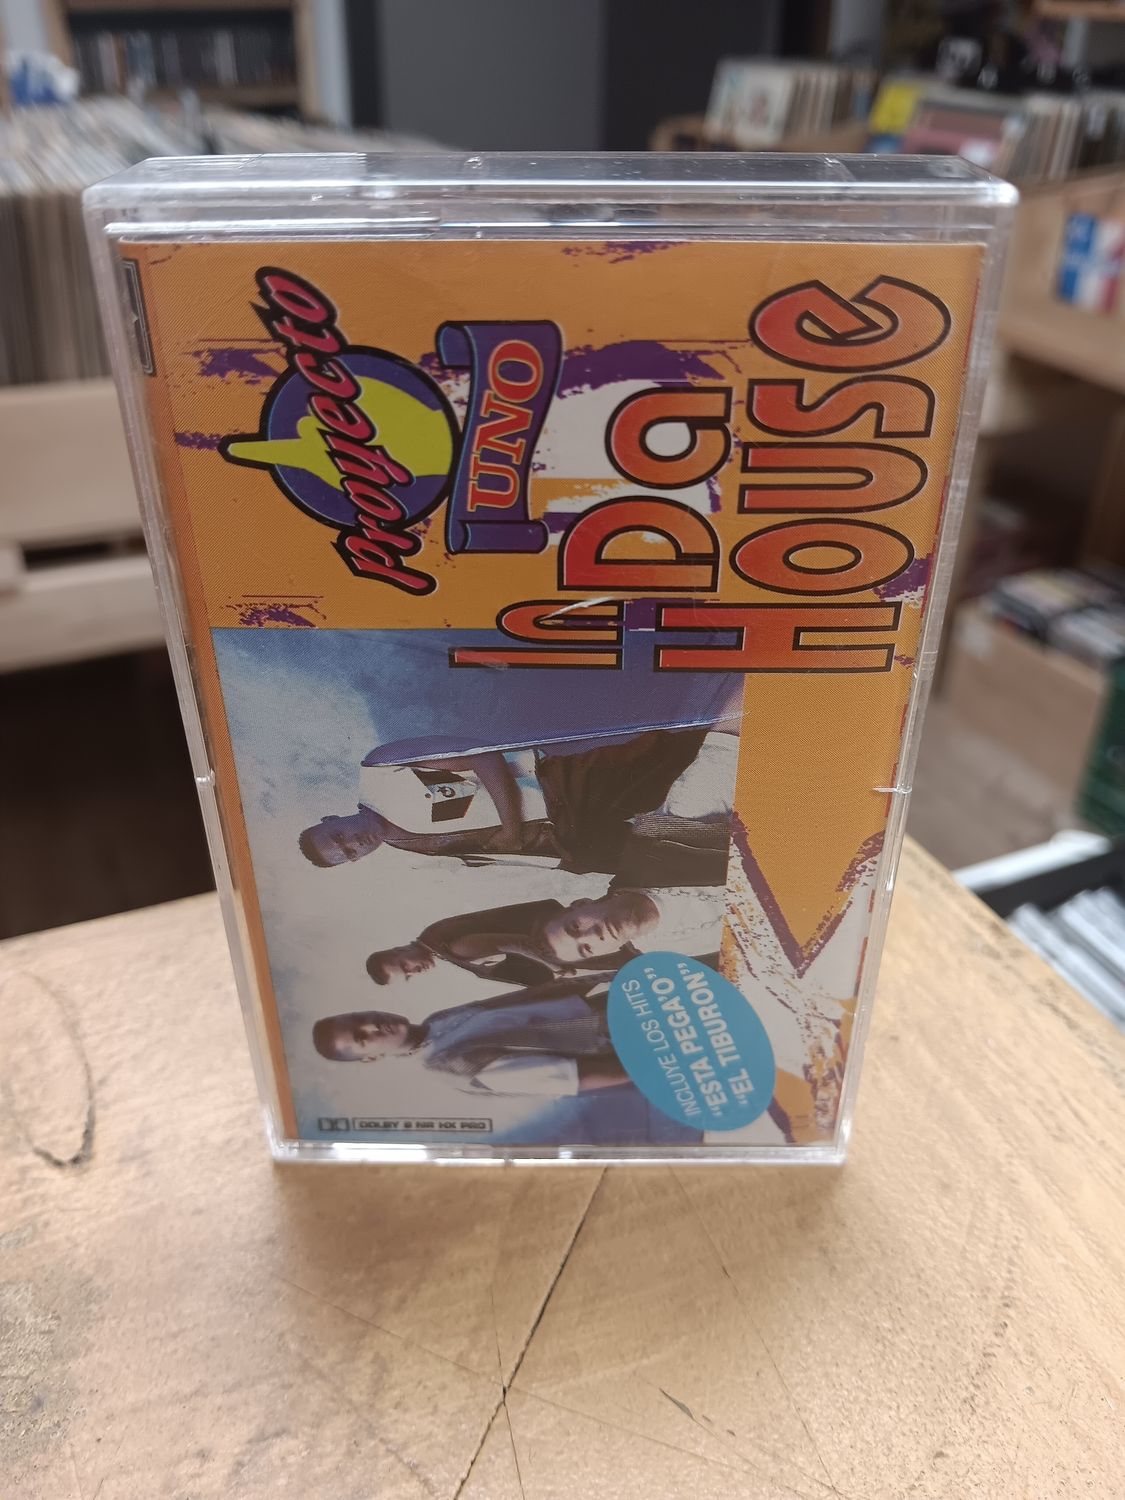 Proyecto
UNO
In Da
House
INCLUYE LOS HITS
"ESTA PEGA'O"
"EL TIBURON"
DOLBY B NR HX PRO